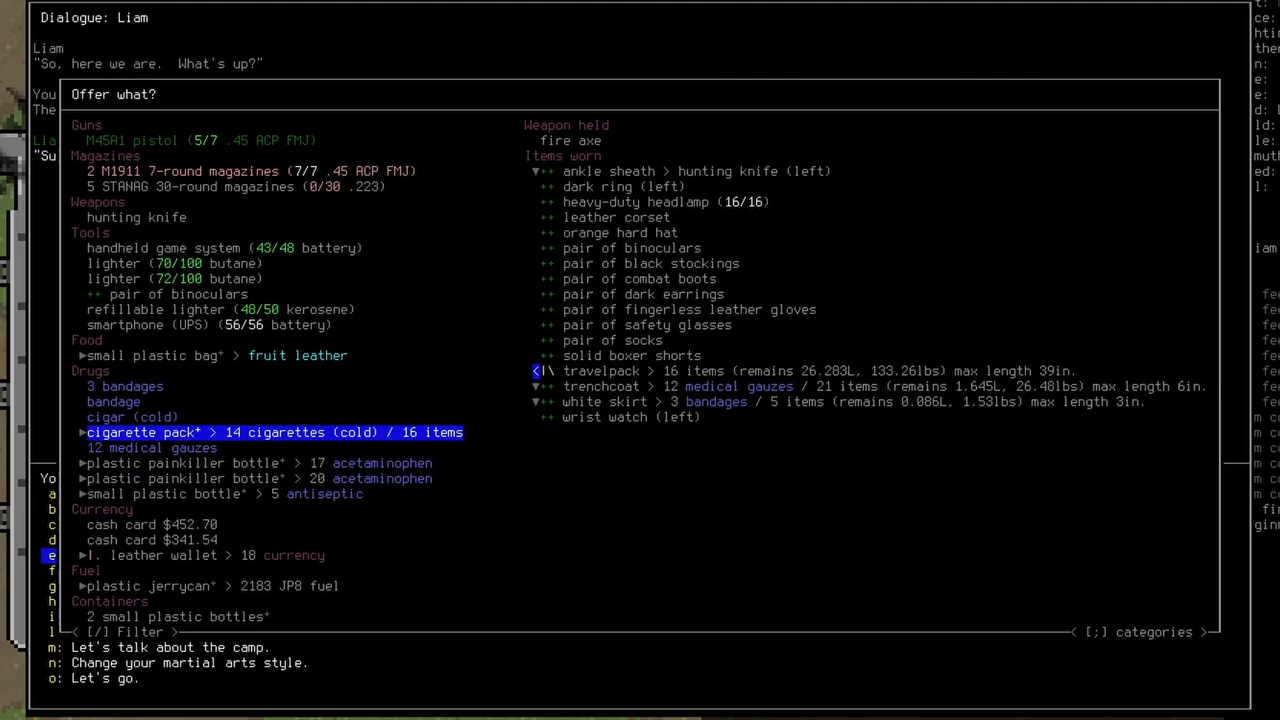 Dialogue: Liam
Liam
"So, here we are.  What's up?"
You
The
Lia
"Su
Offer what?
Guns
M45A1 pistol (5/7 .45 ACP FMJ)
Magazines
2 M1911 7-round magazines (7/7 .45 ACP FMJ)
5 STANAG 30-round magazines (0/30 .223)
Weapons
hunting knife
Tools
handheld game system (43/48 battery)
lighter (70/100 butane)
lighter (72/100 butane)
++ pair of binoculars
refillable lighter (48/50 kerosene)
smartphone (UPS) (56/56 battery)
Food
▶small plastic bag⁺ > fruit leather
Drugs
3 bandages
bandage
cigar (cold)
▶cigarette pack⁺ > 14 cigarettes (cold) / 16 items
12 medical gauzes
▶plastic painkiller bottle⁺ > 17 acetaminophen
▶plastic painkiller bottle⁺ > 20 acetaminophen
▶small plastic bottle⁺ > 5 antiseptic
Currency
cash card $452.70
cash card $341.54
▶|. leather wallet > 18 currency
Fuel
▶plastic jerrycan⁺ > 2183 JP8 fuel
Containers
2 small plastic bottles⁺
Weapon held
fire axe
Items worn
▼++ ankle sheath > hunting knife (left)
++ dark ring (left)
++ heavy-duty headlamp (16/16)
++ leather corset
++ orange hard hat
++ pair of binoculars
++ pair of black stockings
++ pair of combat boots
++ pair of dark earrings
++ pair of fingerless leather gloves
++ pair of safety glasses
++ pair of socks
++ solid boxer shorts
<|\ travelpack > 16 items (remains 26.283L, 133.26lbs) max length 39in.
▼++ trenchcoat > 12 medical gauzes / 21 items (remains 1.645L, 26.48lbs) max length 6in.
▼++ white skirt > 3 bandages / 5 items (remains 0.086L, 1.53lbs) max length 3in.
++ wrist watch (left)
< [/] Filter >
< [;] categories >
Yo
a
b
c
d
e
f
g
h
i
l
m: Let's talk about the camp.
n: Change your martial arts style.
o: Let's go.